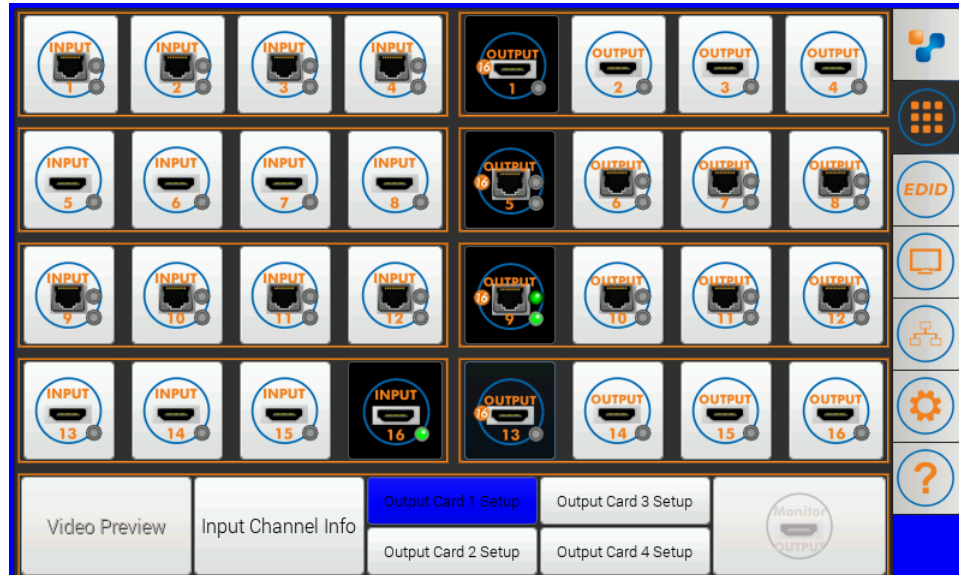 INPUT 1
INPUT 2
INPUT 3
INPUT 4
OUTPUT 16 1
OUTPUT 2
OUTPUT 3
OUTPUT 4
INPUT 5
INPUT 6
INPUT 7
INPUT 8
OUTPUT 16 5
OUTPUT 6
OUTPUT 7
OUTPUT 8
EDID
INPUT 9
INPUT 10
INPUT 11
INPUT 12
OUTPUT 16 9
OUTPUT 10
OUTPUT 11
OUTPUT 12
INPUT 13
INPUT 14
INPUT 15
INPUT 16
OUTPUT 16 13
OUTPUT 14
OUTPUT 15
OUTPUT 16
?
Video Preview
Input Channel Info
Output Card 1 Setup
Output Card 3 Setup
Output Card 2 Setup
Output Card 4 Setup
Monitor
OUTPUT